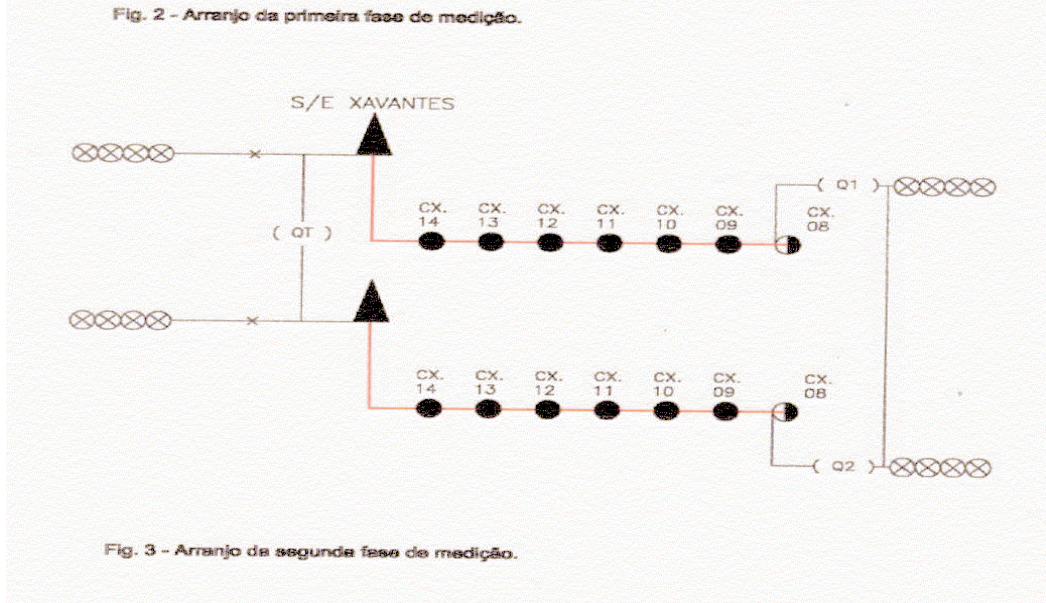 Fig. 2 - Arranjo da primeira fase de medição.
S/E XAVANTES
( Q1 )
CX. 14 CX. 13 CX. 12 CX. 11 CX. 10 CX. 09 CX. 08
( QT )
CX. 14 CX. 13 CX. 12 CX. 11 CX. 10 CX. 09 CX. 08
( Q2 )
Fig. 3 - Arranjo da segunda fase de medição.